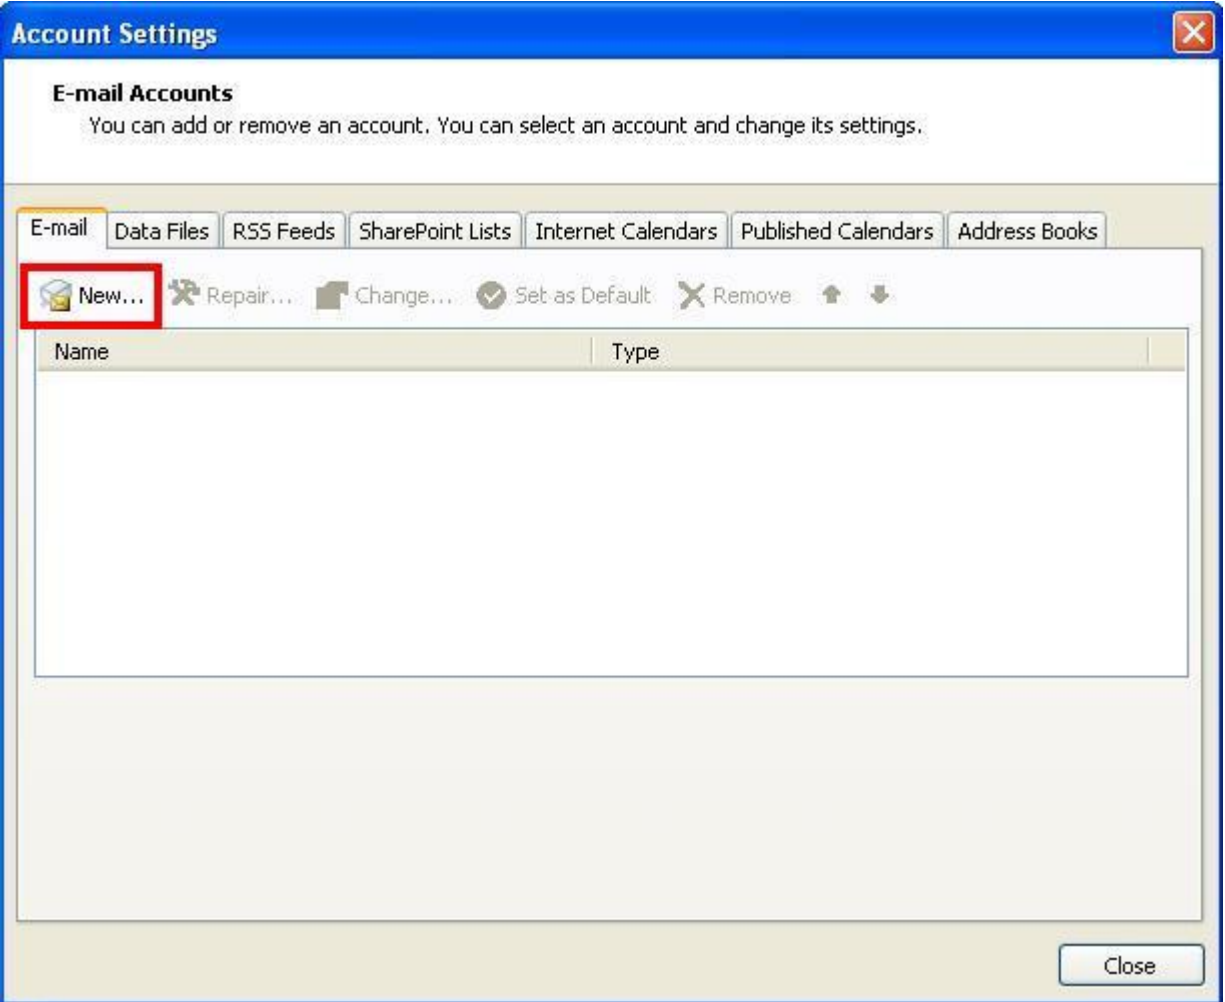 Account Settings
E-mail Accounts
You can add or remove an account. You can select an account and change its settings.
E-mail Data Files RSS Feeds SharePoint Lists Internet Calendars Published Calendars Address Books
New... Repair... Change... Set as Default Remove
Name Type
Close